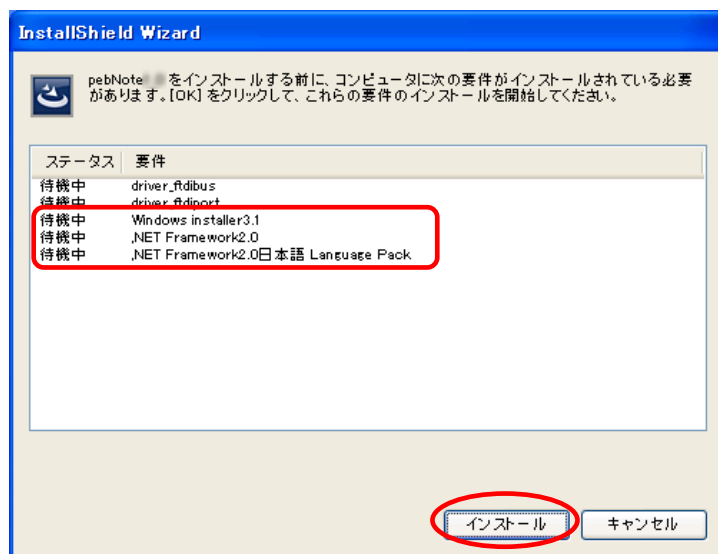 InstallShield Wizard
pebNote をインストールする前に、コンピュータに次の要件がインストールされている必要
があります。[OK] をクリックして、これらの要件のインストールを開始してください。
ステータス 要件
待機中 driver_ftdibus
待機中 driver_ftdiport
待機中 Windows installer3.1
待機中 .NET Framework2.0
待機中 .NET Framework2.0日本語 Language Pack
インストール キャンセル